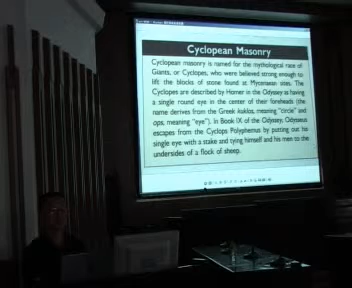 Cyclopean Masonry
Cyclopean masonry is named for the mythological race of
Giants, or Cyclopes, who were believed strong enough to
lift the blocks of stone found at Mycenaean sites. The
Cyclopes are described by Homer in the Odyssey as having
a single round eye in the center of their foreheads (the
name derives from the Greek kuklos, meaning "circle" and
ops, meaning "eye"). In Book IX of the Odyssey, Odysseus
escapes from the Cyclops Polyphemus by putting out his
single eye with a stake and tying himself and his men to the
undersides of a flock of sheep.